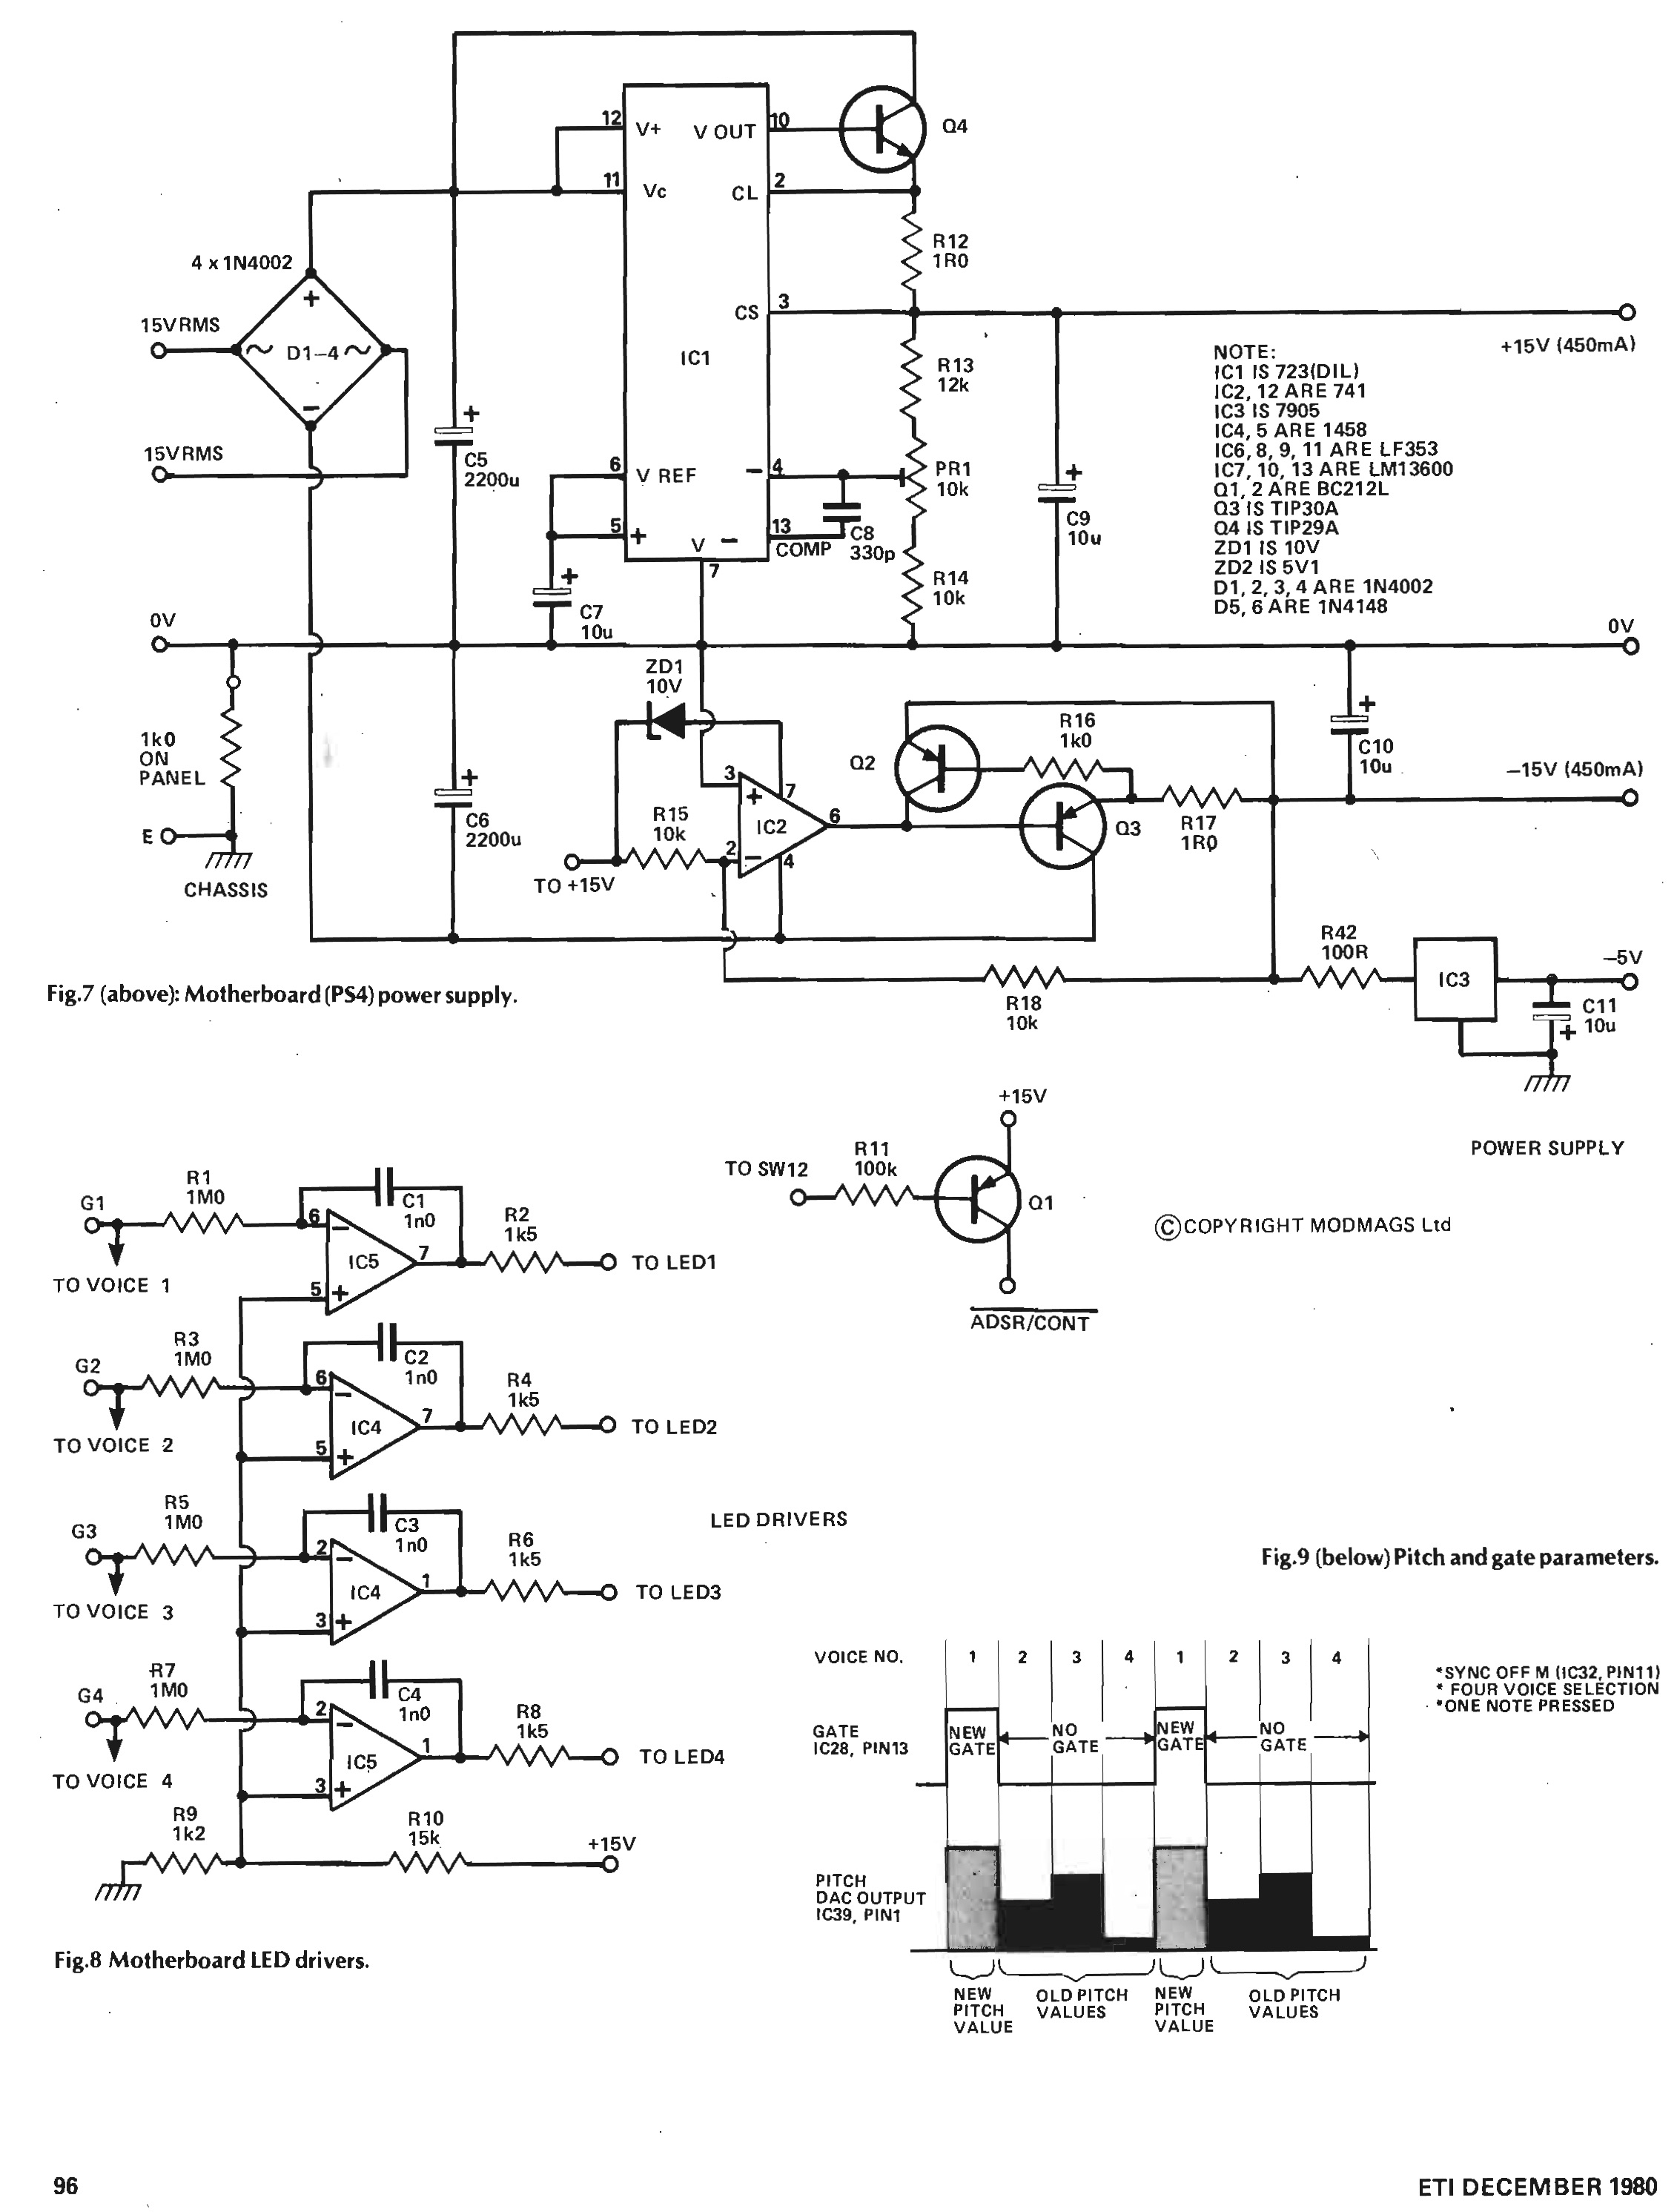 12
V+
V OUT
10
Q4
11
Vc
CL
2
R12
1R0
4 x 1N4002
+
15VRMS
~ D1–4 ~
–
15VRMS
CS
3
+15V (450mA)
IC1
R13
12k
NOTE:
IC1 IS 723(DIL)
IC2, 12 ARE 741
IC3 IS 7905
IC4, 5 ARE 1458
IC6, 8, 9, 11 ARE LF353
IC7, 10, 13 ARE LM13600
Q1, 2 ARE BC212L
Q3 IS TIP30A
Q4 IS TIP29A
ZD1 IS 10V
ZD2 IS 5V1
D1, 2, 3, 4 ARE 1N4002
D5, 6 ARE 1N4148
+
C5
2200u
6
V REF
–
4
PR1
10k
+
C9
10u
5
+
V –
13
COMP
C8
330p
7
R14
10k
+
C7
10u
0V
0V
ZD1
10V
1k0
ON
PANEL
E
CHASSIS
+
C6
2200u
R15
10k
TO +15V
3
+
7
IC2
2
–
4
6
Q2
R16
1k0
Q3
R17
1R0
+
C10
10u
–15V (450mA)
R18
10k
R42
100R
IC3
–5V
C11
10u
+
Fig.7 (above): Motherboard (PS4) power supply.
POWER SUPPLY
+15V
TO SW12
R11
100k
Q1
ADSR/CONT
©COPYRIGHT MODMAGS Ltd
G1
R1
1M0
TO VOICE 1
C1
1n0
6
–
IC5
7
5
+
R2
1k5
TO LED1
G2
R3
1M0
TO VOICE 2
C2
1n0
6
–
IC4
7
5
+
R4
1k5
TO LED2
G3
R5
1M0
TO VOICE 3
C3
1n0
2
–
IC4
1
3
+
R6
1k5
TO LED3
LED DRIVERS
G4
R7
1M0
TO VOICE 4
C4
1n0
2
–
IC5
1
3
+
R8
1k5
TO LED4
R9
1k2
R10
15k
+15V
Fig.8 Motherboard LED drivers.
Fig.9 (below) Pitch and gate parameters.
VOICE NO. 1 2 3 4 1 2 3 4
*SYNC OFF M (IC32, PIN11)
* FOUR VOICE SELECTION
*ONE NOTE PRESSED
GATE
IC28, PIN13
NEW
GATE
NO
GATE
NEW
GATE
NO
GATE
PITCH
DAC OUTPUT
IC39, PIN1
NEW
PITCH
VALUE
OLD PITCH
VALUES
NEW
PITCH
VALUE
OLD PITCH
VALUES
96
ETI DECEMBER 1980